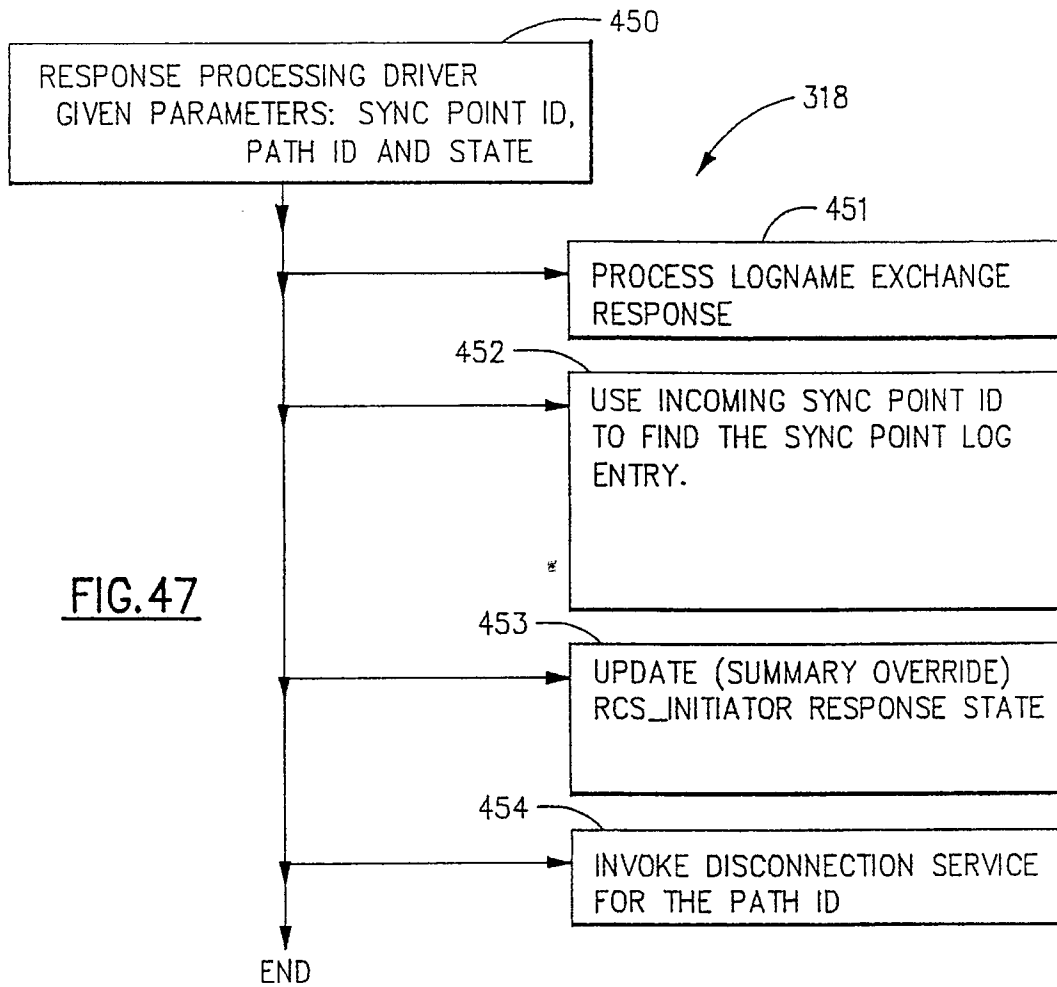 450
RESPONSE PROCESSING DRIVER
GIVEN PARAMETERS: SYNC POINT ID,
PATH ID AND STATE
318
451
PROCESS LOGNAME EXCHANGE
RESPONSE
452
USE INCOMING SYNC POINT ID
TO FIND THE SYNC POINT LOG
ENTRY.
FIG.47
453
UPDATE (SUMMARY OVERRIDE)
RCS_INITIATOR RESPONSE STATE
454
INVOKE DISCONNECTION SERVICE
FOR THE PATH ID
END